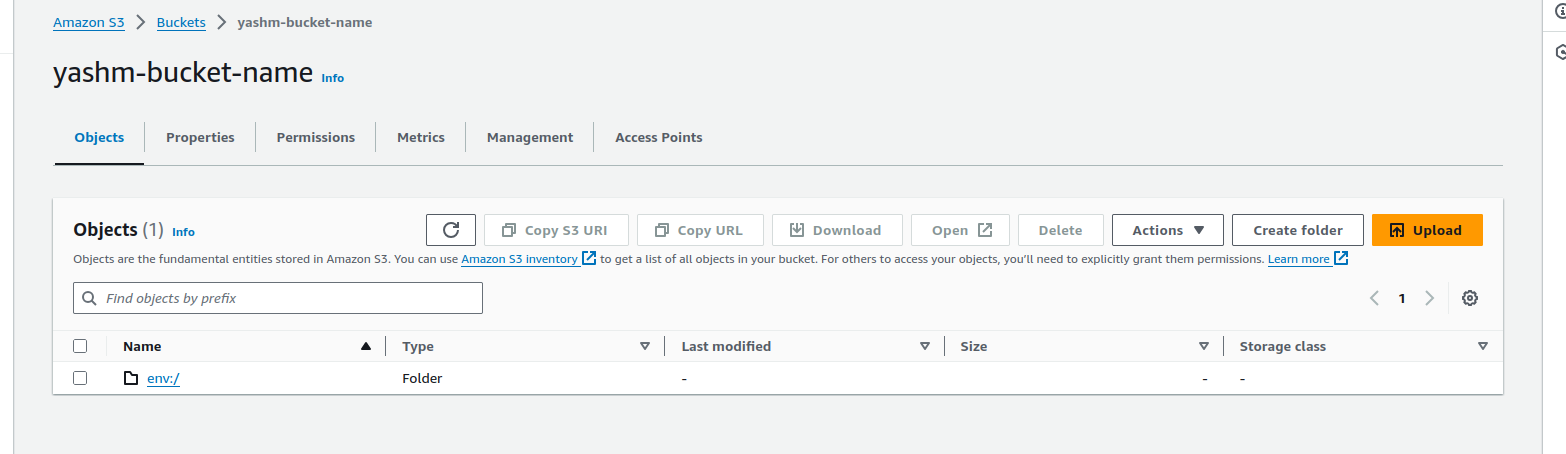 Amazon S3 > Buckets > yashm-bucket-name
yashm-bucket-name Info
Objects Properties Permissions Metrics Management Access Points
Objects (1) Info Copy S3 URI Copy URL Download Open Delete Actions Create folder Upload
Objects are the fundamental entities stored in Amazon S3. You can use Amazon S3 inventory to get a list of all objects in your bucket. For others to access your objects, you’ll need to explicitly grant them permissions. Learn more
Find objects by prefix 1
Name Type Last modified Size Storage class
env:/ Folder - - -